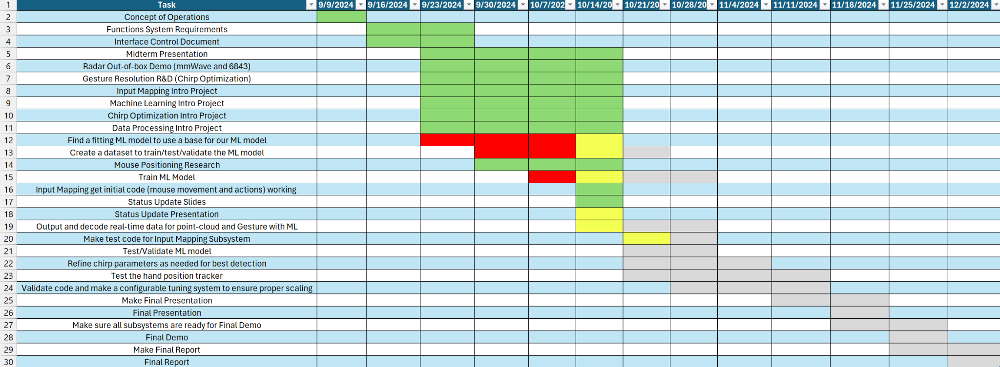 1 Task 9/9/2024 9/16/2024 9/23/2024 9/30/2024 10/7/202 10/14/20 10/21/20 10/28/20 11/4/2024 11/11/2024 11/18/2024 11/25/2024 12/2/2024
2 Concept of Operations
3 Functions System Requirements
4 Interface Control Document
5 Midterm Presentation
6 Radar Out-of-box Demo (mmWave and 6843)
7 Gesture Resolution R&D (Chirp Optimization)
8 Input Mapping Intro Project
9 Machine Learning Intro Project
10 Chirp Optimization Intro Project
11 Data Processing Intro Project
12 Find a fitting ML model to use a base for our ML model
13 Create a dataset to train/test/validate the ML model
14 Mouse Positioning Research
15 Train ML Model
16 Input Mapping get initial code (mouse movement and actions) working
17 Status Update Slides
18 Status Update Presentation
19 Output and decode real-time data for point-cloud and Gesture with ML
20 Make test code for Input Mapping Subsystem
21 Test/Validate ML model
22 Refine chirp parameters as needed for best detection
23 Test the hand position tracker
24 Validate code and make a configurable tuning system to ensure proper scaling
25 Make Final Presentation
26 Final Presentation
27 Make sure all subsystems are ready for Final Demo
28 Final Demo
29 Make Final Report
30 Final Report